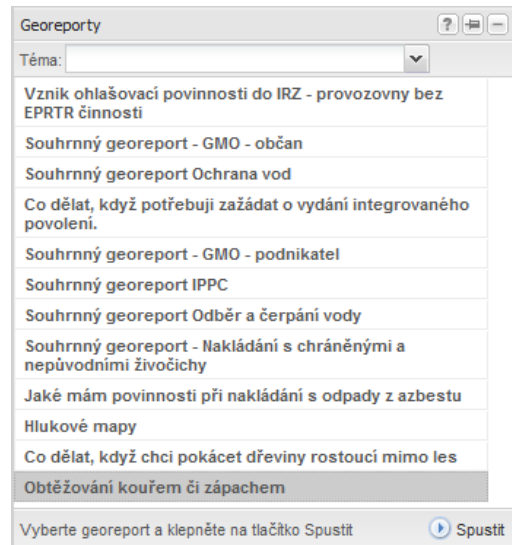 Georeporty
Téma:
Vznik ohlašovací povinnosti do IRZ - provozovny bez
EPRTR činnosti
Souhrnný georeport - GMO - občan
Souhrnný georeport Ochrana vod
Co dělat, když potřebuji zažádat o vydání integrovaného
povolení.
Souhrnný georeport - GMO - podnikatel
Souhrnný georeport IPPC
Souhrnný georeport Odběr a čerpání vody
Souhrnný georeport - Nakládání s chráněnými a
nepůvodními živočichy
Jaké mám povinnosti při nakládání s odpady z azbestu
Hlukové mapy
Co dělat, když chci pokácet dřeviny rostoucí mimo les
Obtěžování kouřem či zápachem
Vyberte georeport a klepněte na tlačítko Spustit Spustit